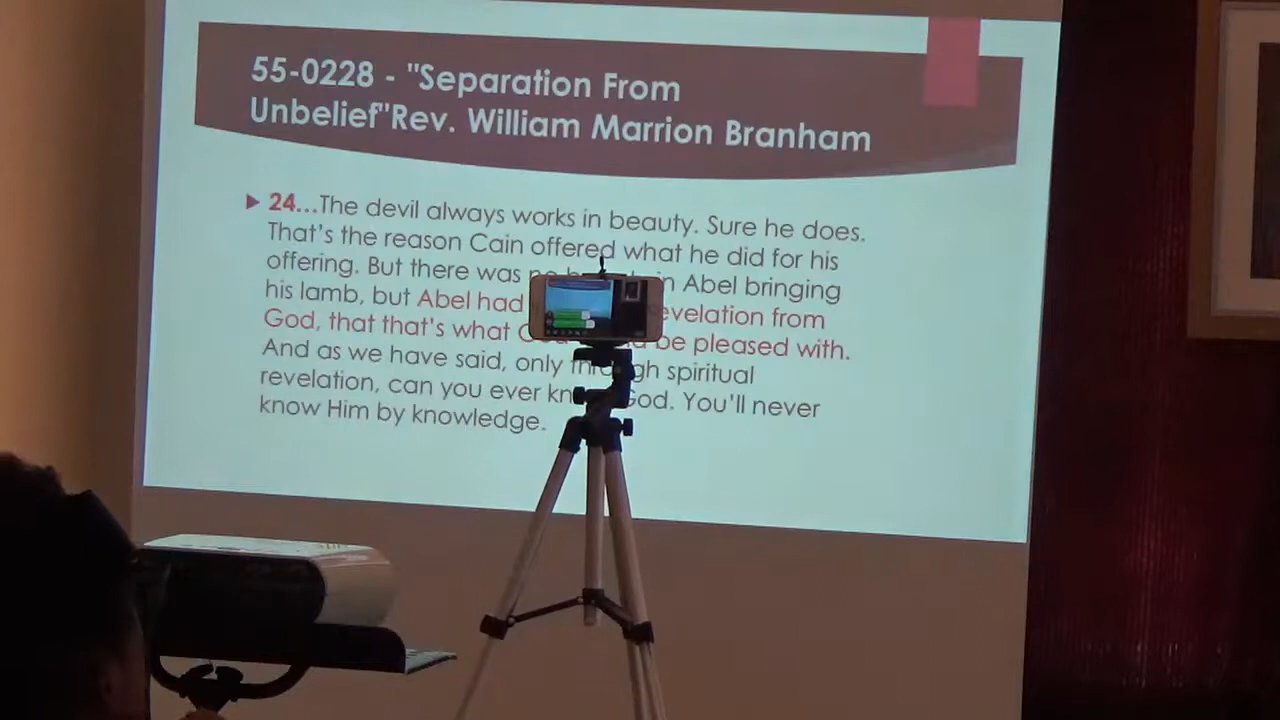 55-0228 - "Separation From
Unbelief"Rev. William Marrion Branham
24...The devil always works in beauty. Sure he does.
That's the reason Cain offered what he did for his
offering. But there was in Abel bringing
his lamb, but Abel had revelation from
God, that that's what be pleased with.
And as we have said, only through spiritual
revelation, can you ever God. You'll never
know Him by knowledge.